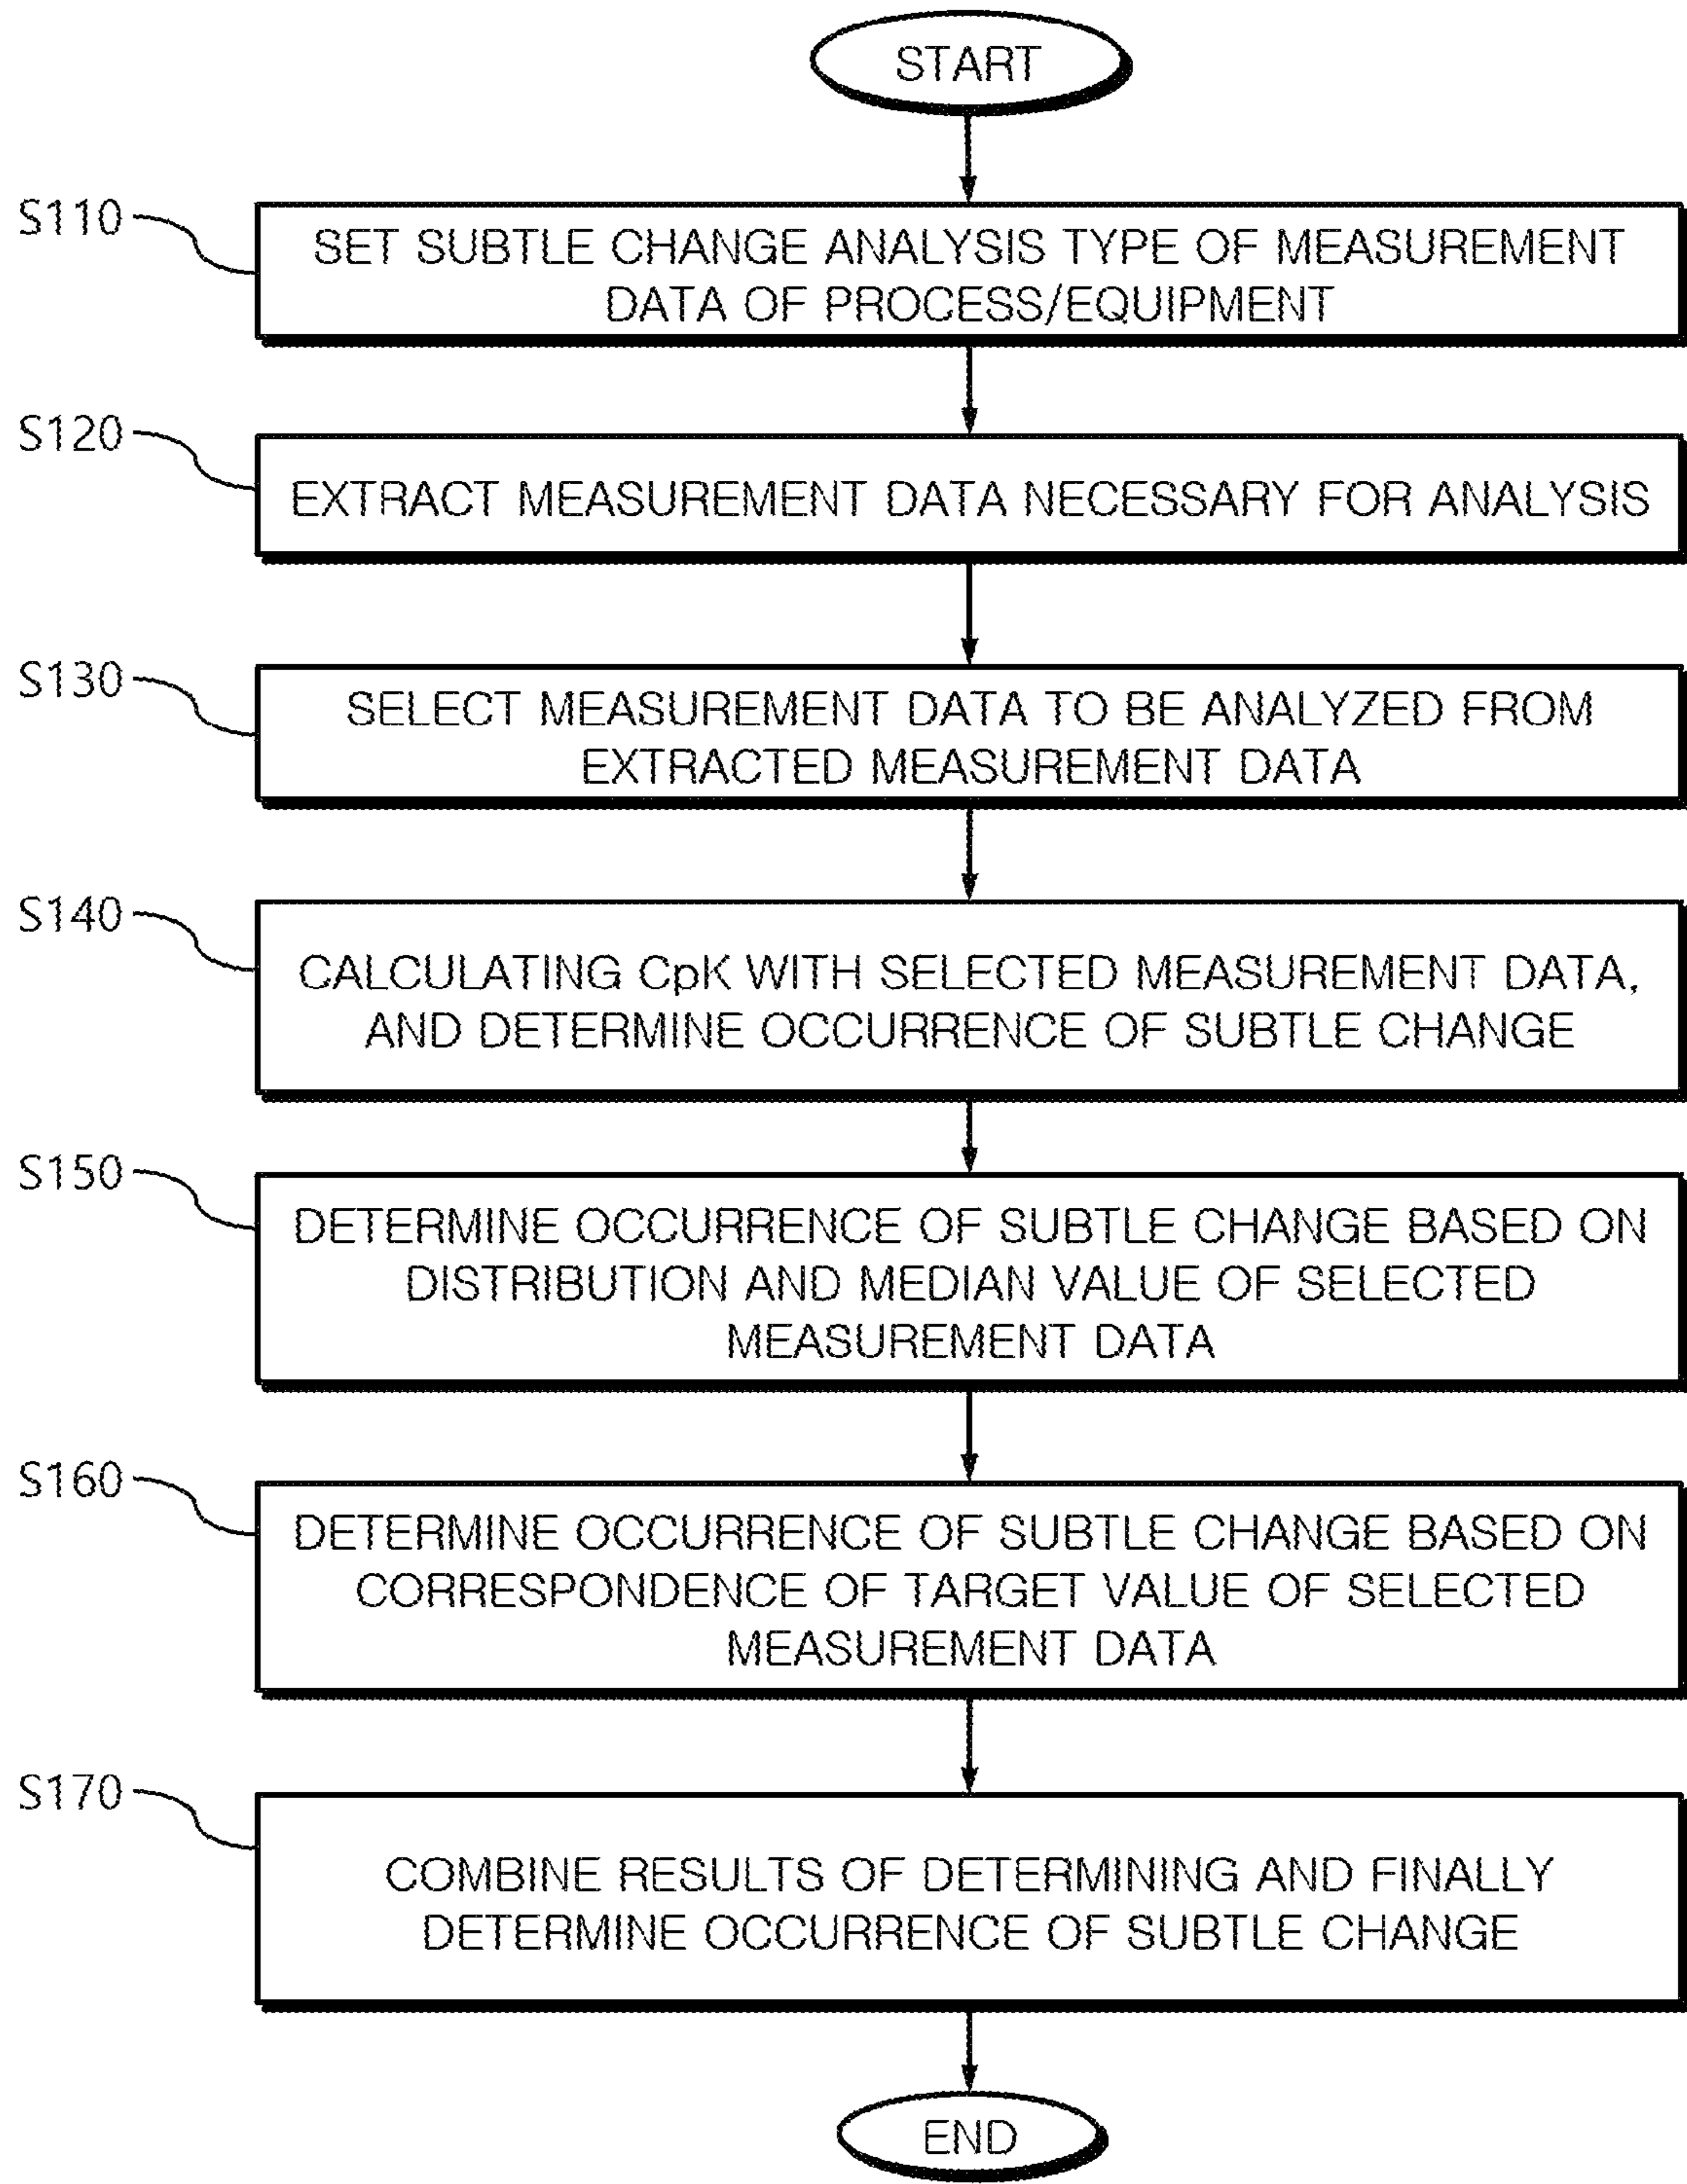 START
S110
SET SUBTLE CHANGE ANALYSIS TYPE OF MEASUREMENT
DATA OF PROCESS/EQUIPMENT
S120
EXTRACT MEASUREMENT DATA NECESSARY FOR ANALYSIS
S130
SELECT MEASUREMENT DATA TO BE ANALYZED FROM
EXTRACTED MEASUREMENT DATA
S140
CALCULATING CpK WITH SELECTED MEASUREMENT DATA,
AND DETERMINE OCCURRENCE OF SUBTLE CHANGE
S150
DETERMINE OCCURRENCE OF SUBTLE CHANGE BASED ON
DISTRIBUTION AND MEDIAN VALUE OF SELECTED
MEASUREMENT DATA
S160
DETERMINE OCCURRENCE OF SUBTLE CHANGE BASED ON
CORRESPONDENCE OF TARGET VALUE OF SELECTED
MEASUREMENT DATA
S170
COMBINE RESULTS OF DETERMINING AND FINALLY
DETERMINE OCCURRENCE OF SUBTLE CHANGE
END